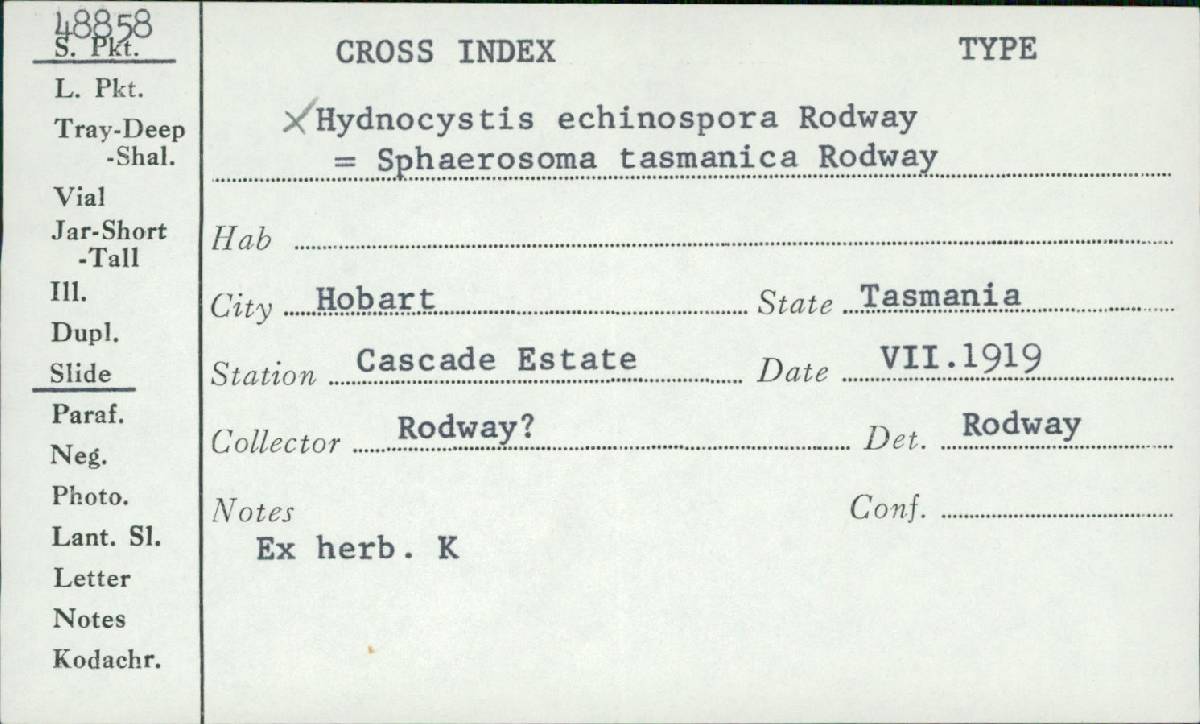 48858
S. Pkt.
L. Pkt.
Tray-Deep
-Shal.
Vial
Jar-Short
-Tall
Ill.
Dupl.
Slide
Paraf.
Neg.
Photo.
Lant. Sl.
Letter
Notes
Kodachr.
CROSS INDEX TYPE
×Hydnocystis echinospora Rodway
= Sphaerosoma tasmanica Rodway
Hab
City Hobart State Tasmania
Station Cascade Estate Date VII.1919
Collector Rodway? Det. Rodway
Notes Conf.
Ex herb. K